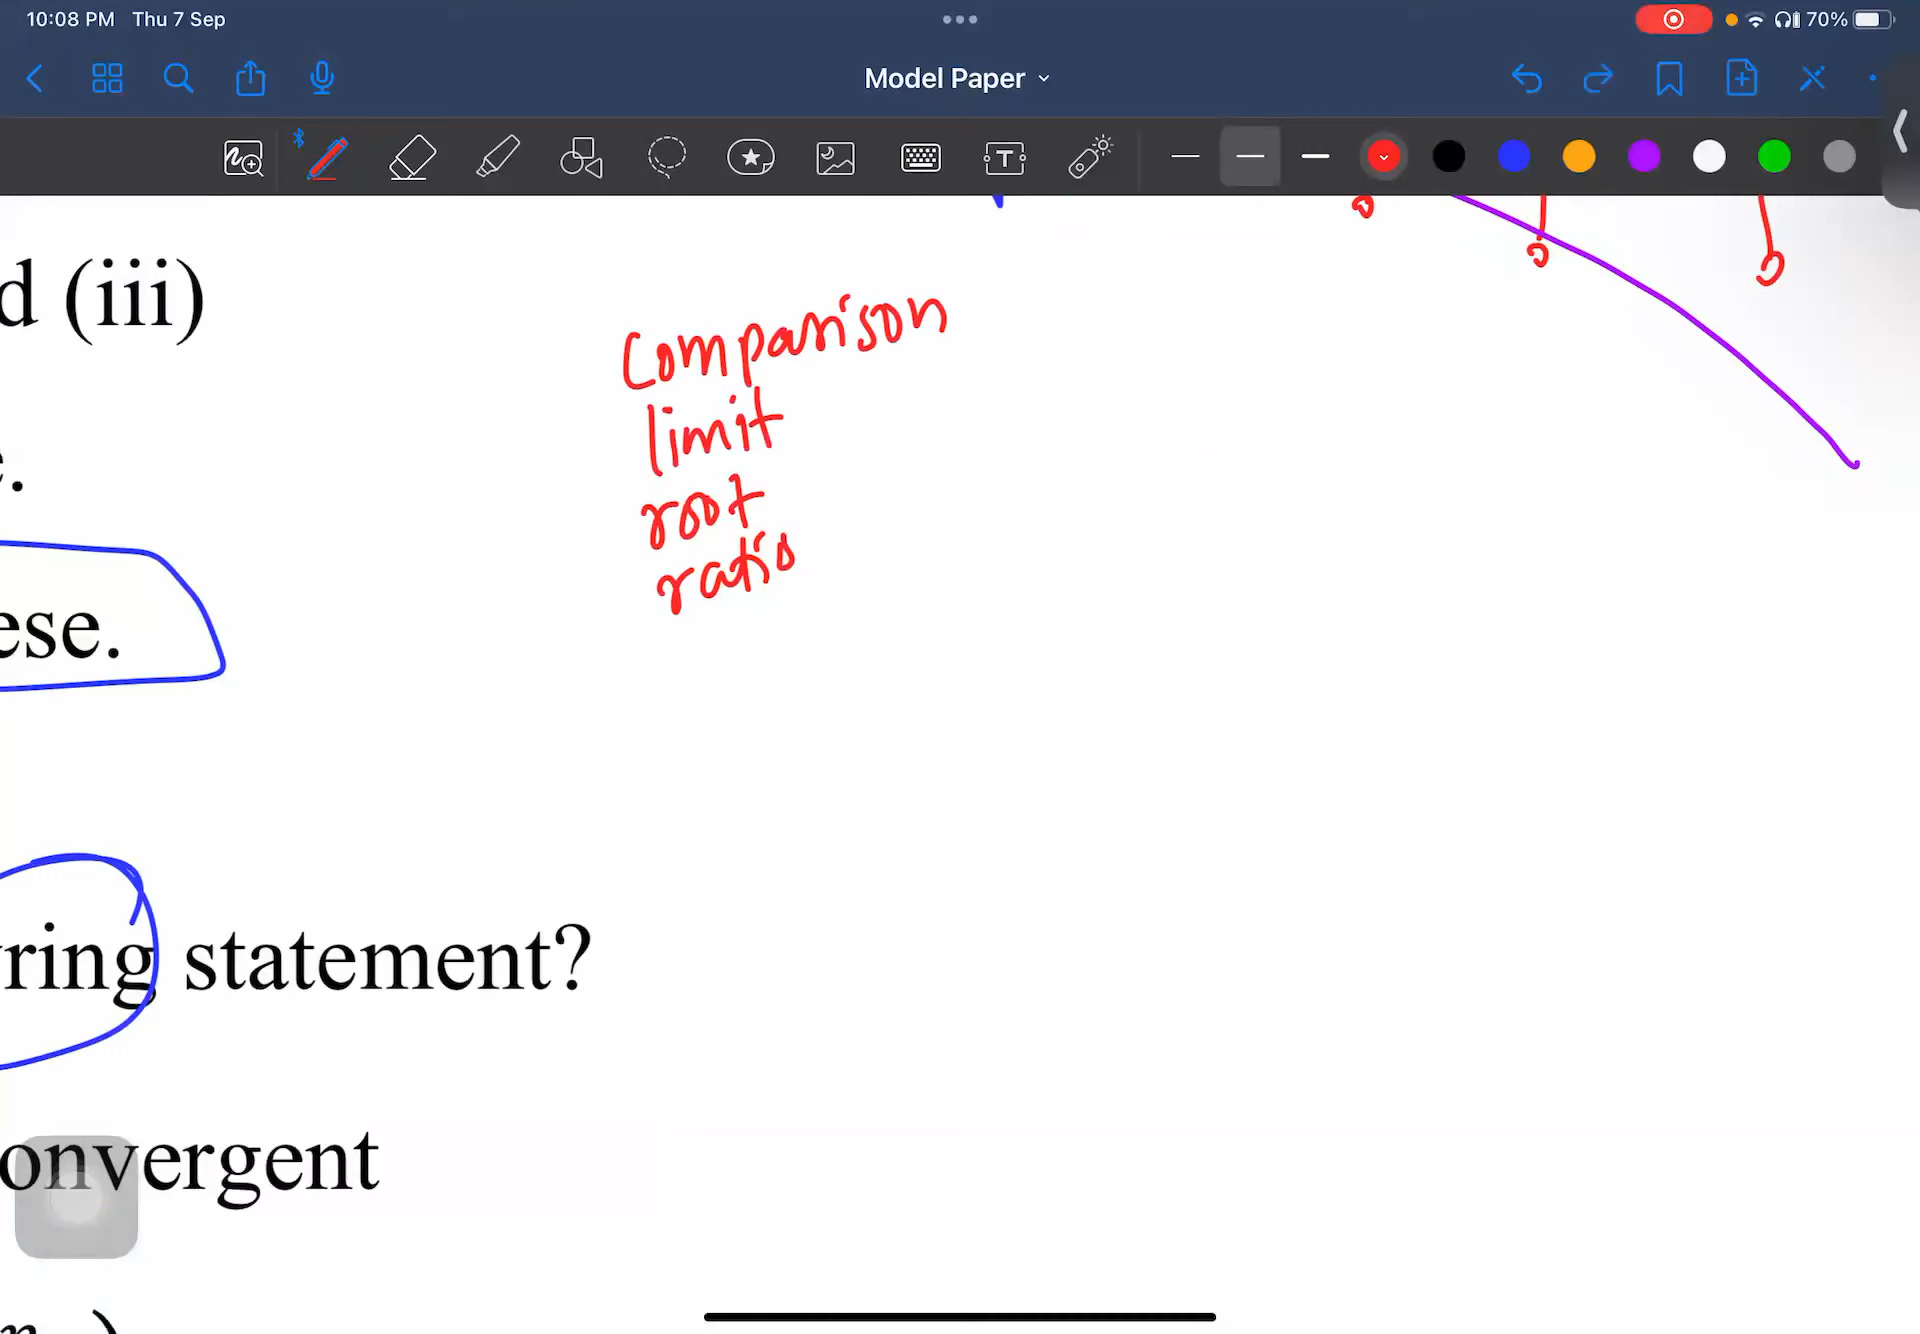 10:08 PM Thu 7 Sep
70%
Model Paper
T
d (iii)
Comparison
limit
root
ratio
e.
ese.
ring statement?
onvergent